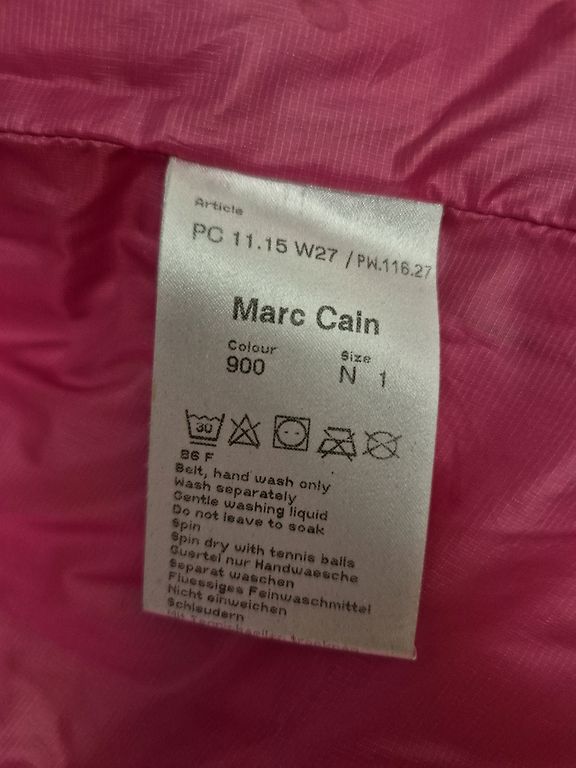 Article
PC 11.15 W27 / PW.116.27
Marc Cain
Colour Size
900 N 1
30
86 F
Belt, hand wash only
Wash separately
Gentle washing liquid
Do not leave to soak
Spin
Spin dry with tennis balls
Guertel nur Handwaesche
Separat waschen
Fluessiges Feinwaschmittel
Nicht einweichen
Schleudern